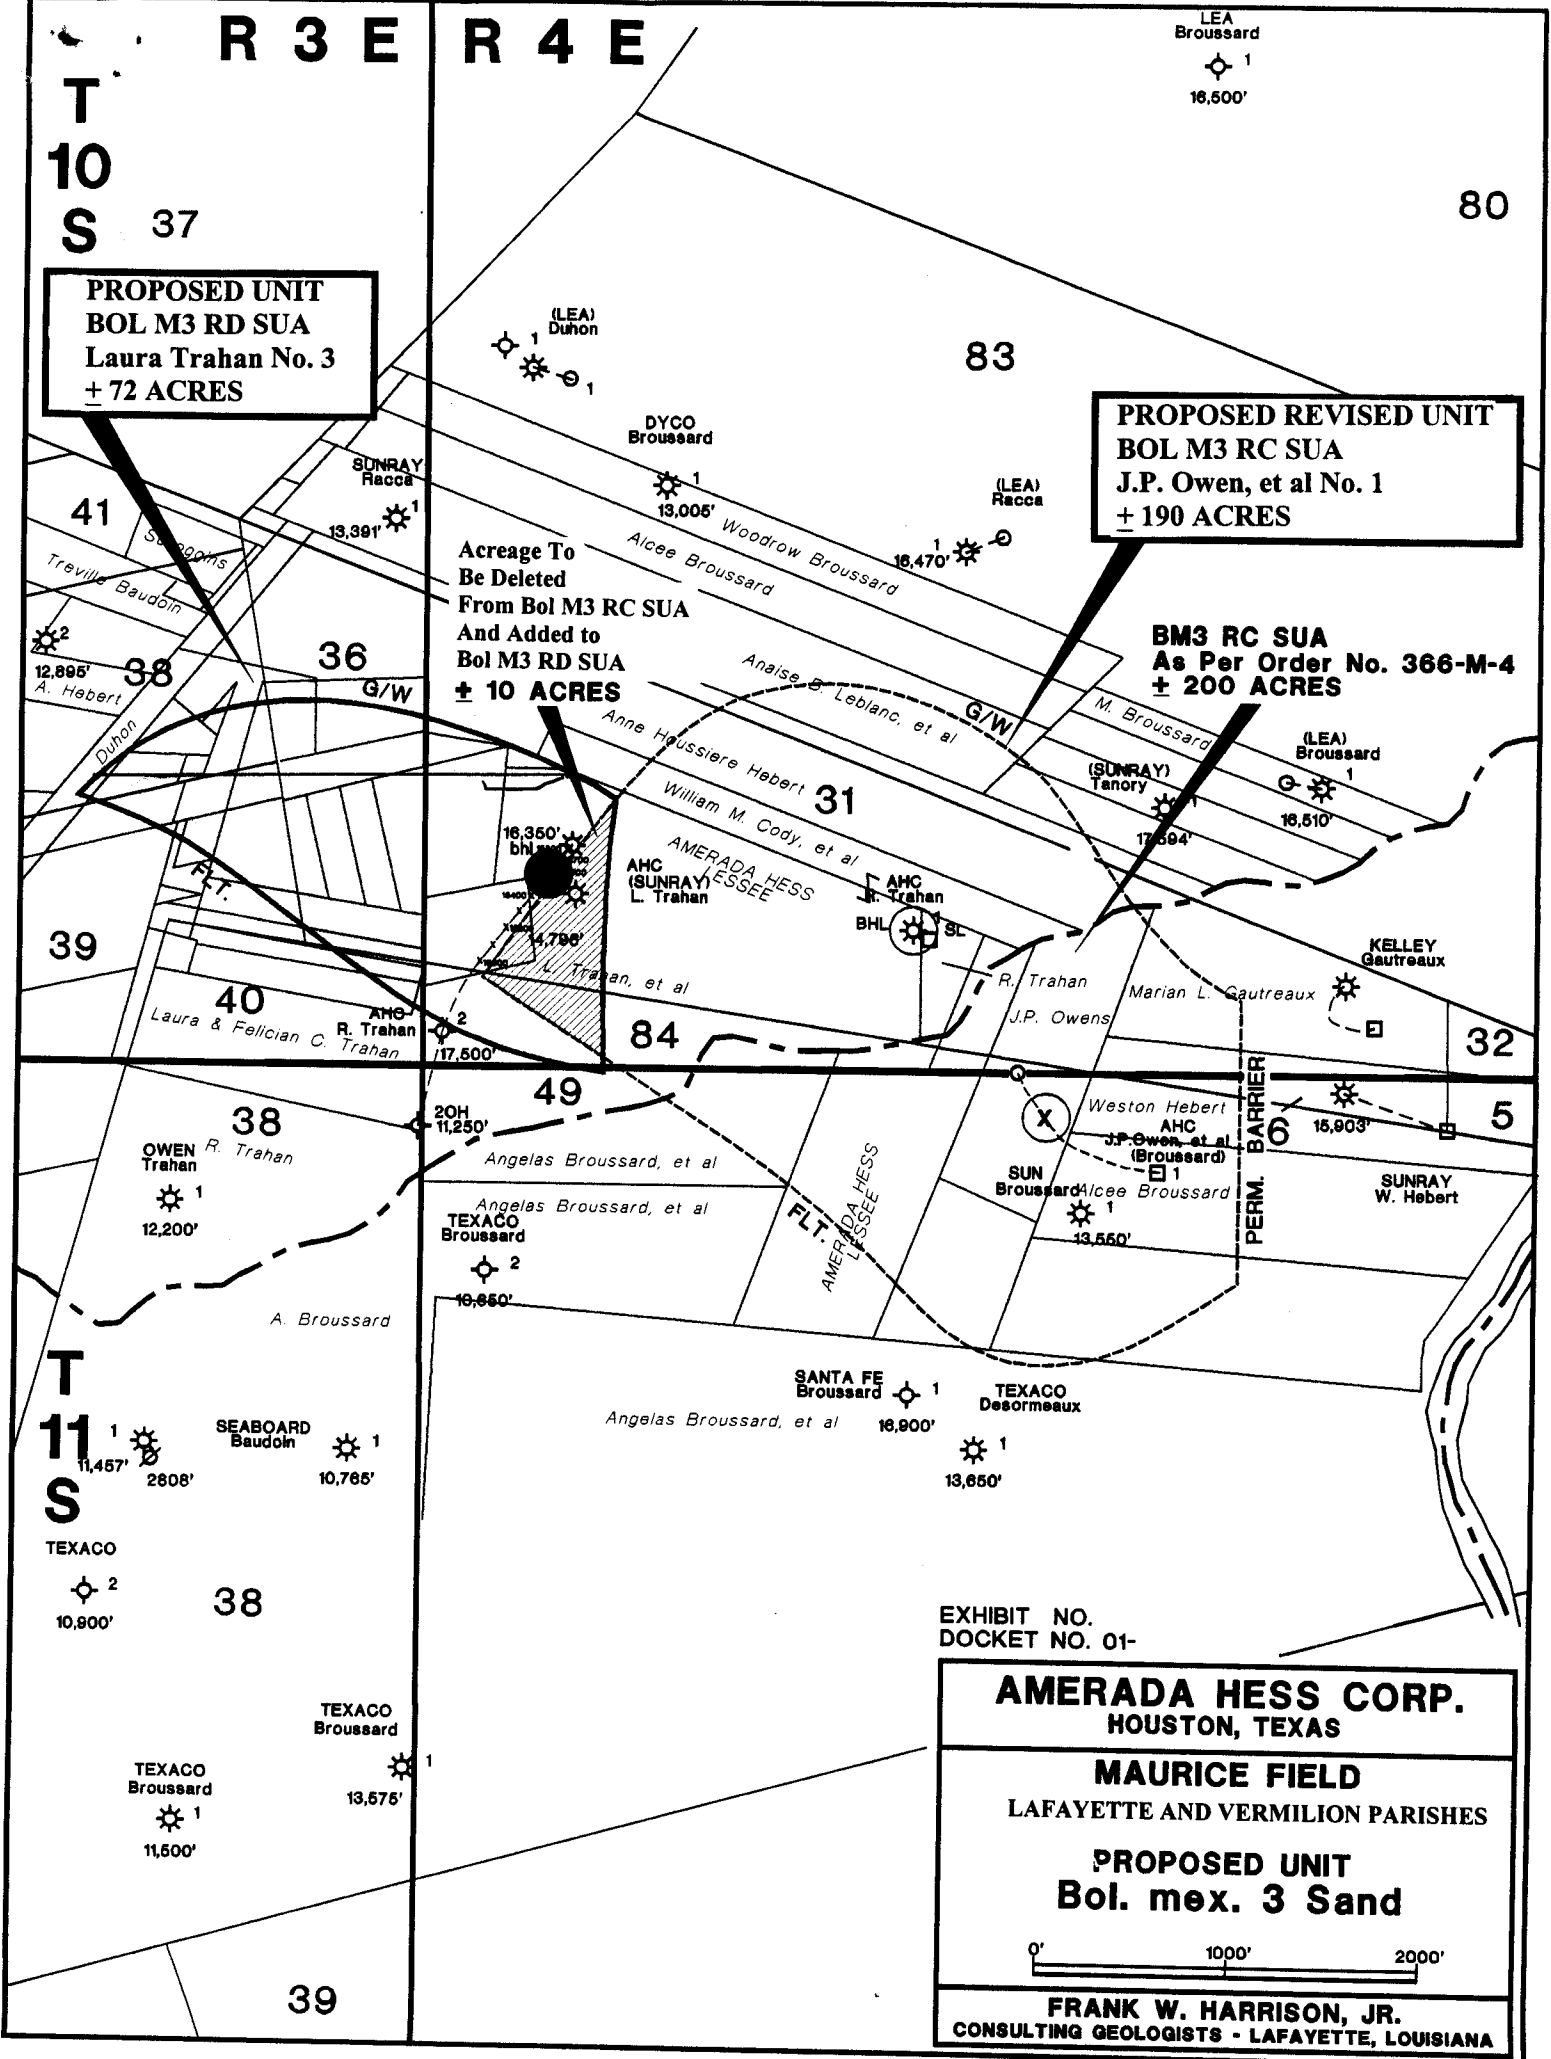 R 3 E
R 4 E
T
10
S
37
LEA
Broussard
1
16,500'
80
PROPOSED UNIT
BOL M3 RD SUA
Laura Trahan No. 3
± 72 ACRES
(LEA)
Duhon
1
1
83
DYCO
Broussard
1
13,005'
PROPOSED REVISED UNIT
BOL M3 RC SUA
J.P. Owen, et al No. 1
± 190 ACRES
SUNRAY
Racca
1
13,391'
(LEA)
Racca
1
16,470'
41
Treville Baudoin
Woodrow Broussard
Alcee Broussard
Acreage To
Be Deleted
From Bol M3 RC SUA
And Added to
Bol M3 RD SUA
± 10 ACRES
BM3 RC SUA
As Per Order No. 366-M-4
± 200 ACRES
2
12,895'
38
A. Hebert
Duhon
36
G/W
Anaise B. Leblanc, et al
G/W
M. Broussard
Anne Houssiere Hebert
31
William M. Cody, et al
AMERADA HESS
LESSEE
(LEA)
Broussard
1
16,510'
(SUNRAY)
Tanory
16,350'
bhl
AHC
(SUNRAY)
L. Trahan
AHC
R. Trahan
BHL
SL
FLT.
39
KELLEY
Gautreaux
L. Trahan, et al
R. Trahan
Marian L. Gautreaux
J.P. Owens
40
Laura & Felician C. Trahan
AHC
R. Trahan
2
17,500'
84
32
49
38
R. Trahan
20H
11,250'
OWEN
Trahan
1
12,200'
Angelas Broussard, et al
Angelas Broussard, et al
TEXACO
Broussard
2
10,650'
FLT.
AMERADA HESS
LESSEE
X
Weston Hebert
AHC
J.P. Owen, et al
(Broussard)
1
6
15,903'
5
PERM. BARRIER
SUN
Broussard
1
13,550'
Alcee Broussard
SUNRAY
W. Hebert
A. Broussard
T
11
S
SANTA FE
Broussard
1
16,900'
TEXACO
Desormeaux
1
13,650'
Angelas Broussard, et al
1
11,457'
2808'
SEABOARD
Baudoin
1
10,765'
TEXACO
2
10,900'
38
TEXACO
Broussard
1
13,575'
TEXACO
Broussard
1
11,500'
39
EXHIBIT NO.
DOCKET NO. 01-
AMERADA HESS CORP.
HOUSTON, TEXAS
MAURICE FIELD
LAFAYETTE AND VERMILION PARISHES
PROPOSED UNIT
Bol. mex. 3 Sand
0' 1000' 2000'
FRANK W. HARRISON, JR.
CONSULTING GEOLOGISTS - LAFAYETTE, LOUISIANA